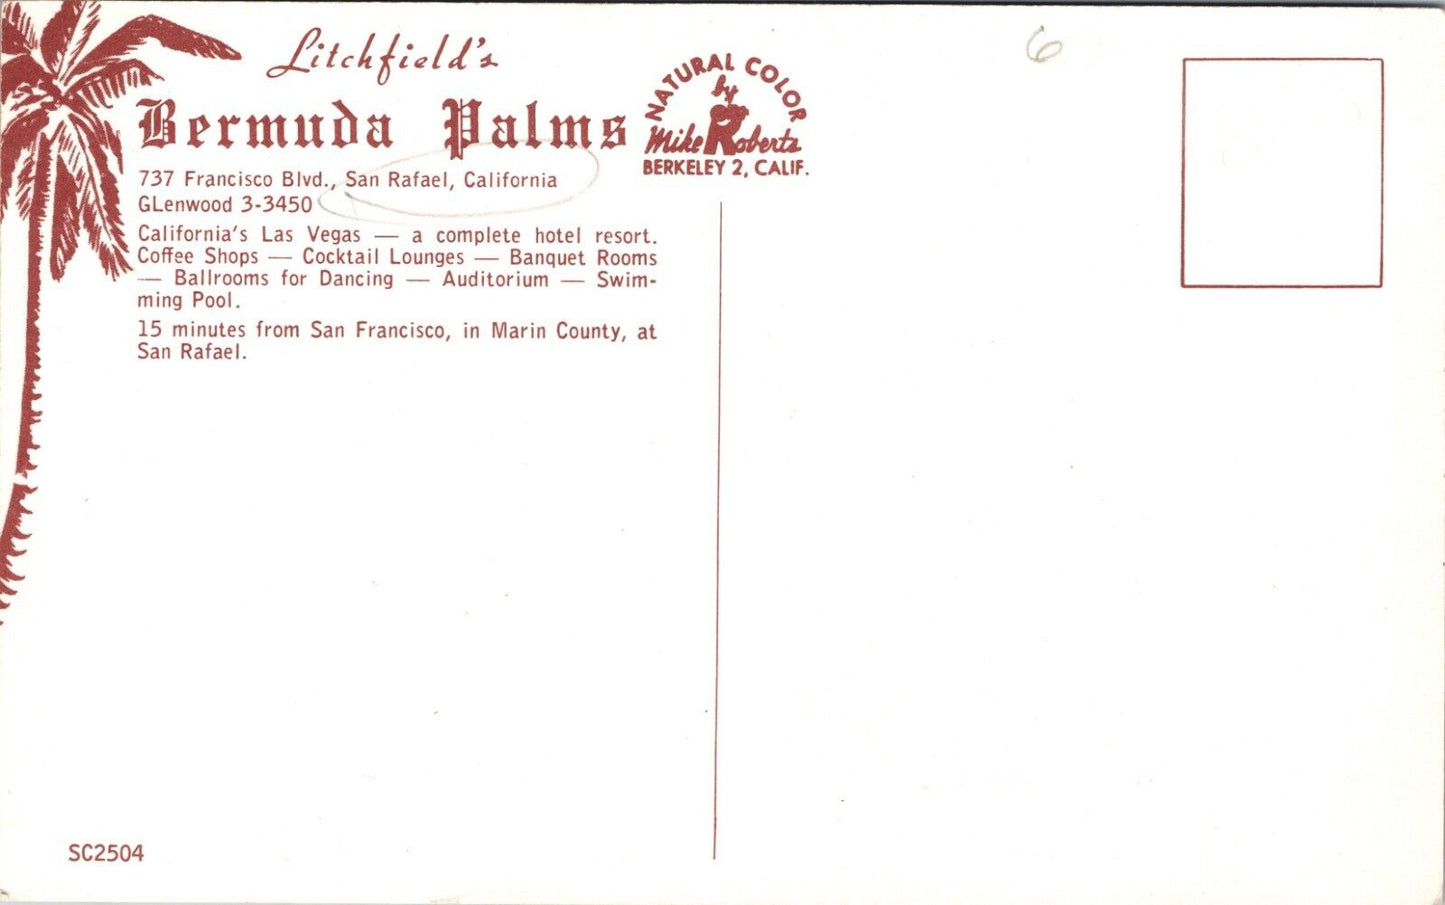 Litchfield's
Bermuda Palms
737 Francisco Blvd., San Rafael, California
GLenwood 3-3450
California's Las Vegas — a complete hotel resort.
Coffee Shops — Cocktail Lounges — Banquet Rooms
— Ballrooms for Dancing — Auditorium — Swim-
ming Pool.
15 minutes from San Francisco, in Marin County, at
San Rafael.
NATURAL COLOR
by
Mike Roberts
BERKELEY 2, CALIF.
6
SC2504